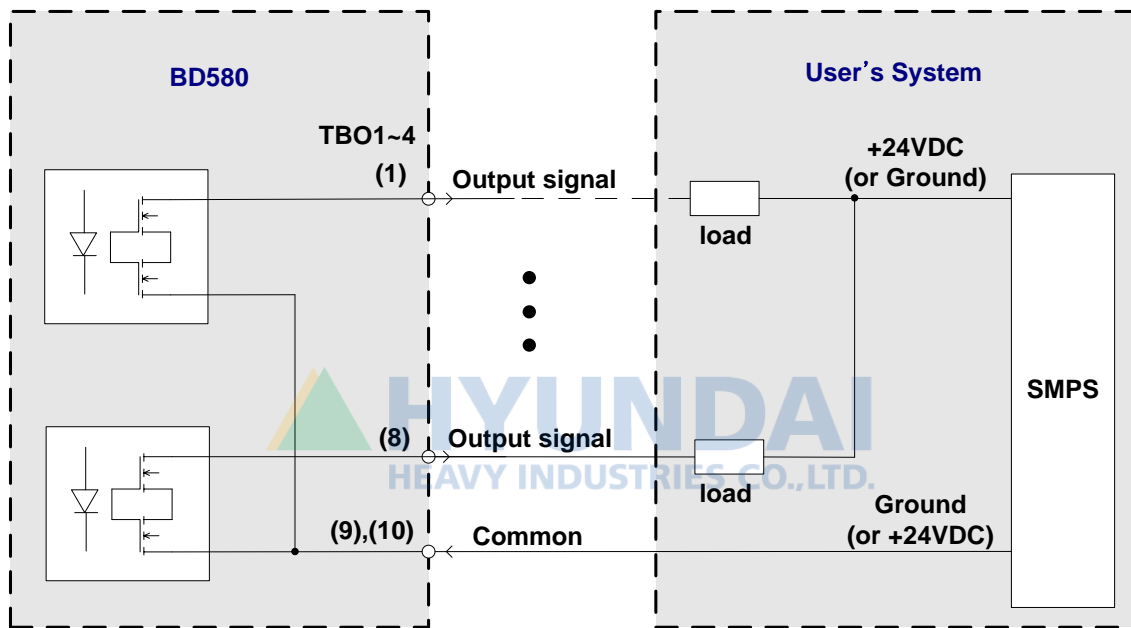 BD580
User’s System
TBO1~4
(1)
Output signal
+24VDC
(or Ground)
load
SMPS
HYUNDAI
HEAVY INDUSTRIES CO.,LTD.
(8)
Output signal
load
(9),(10)
Common
Ground
(or +24VDC)